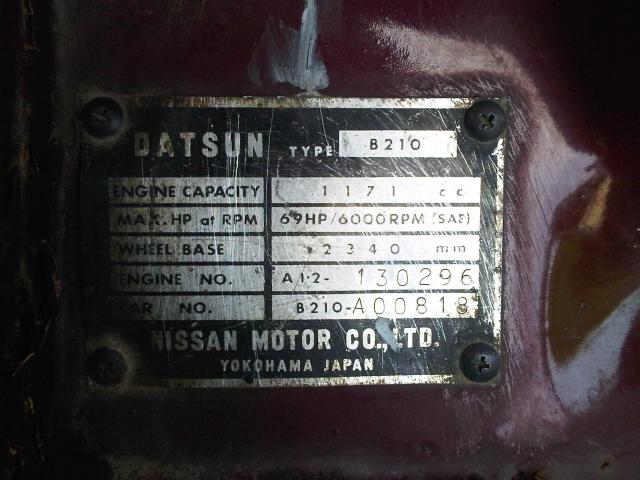 DATSUN TYPE B210
ENGINE CAPACITY 1171 cc
MAX. HP at RPM 69HP/6000RPM (SAE)
WHEEL BASE 2340 mm
ENGINE NO. A12-130296
CAR NO. B210-A00818
NISSAN MOTOR CO., LTD.
YOKOHAMA JAPAN